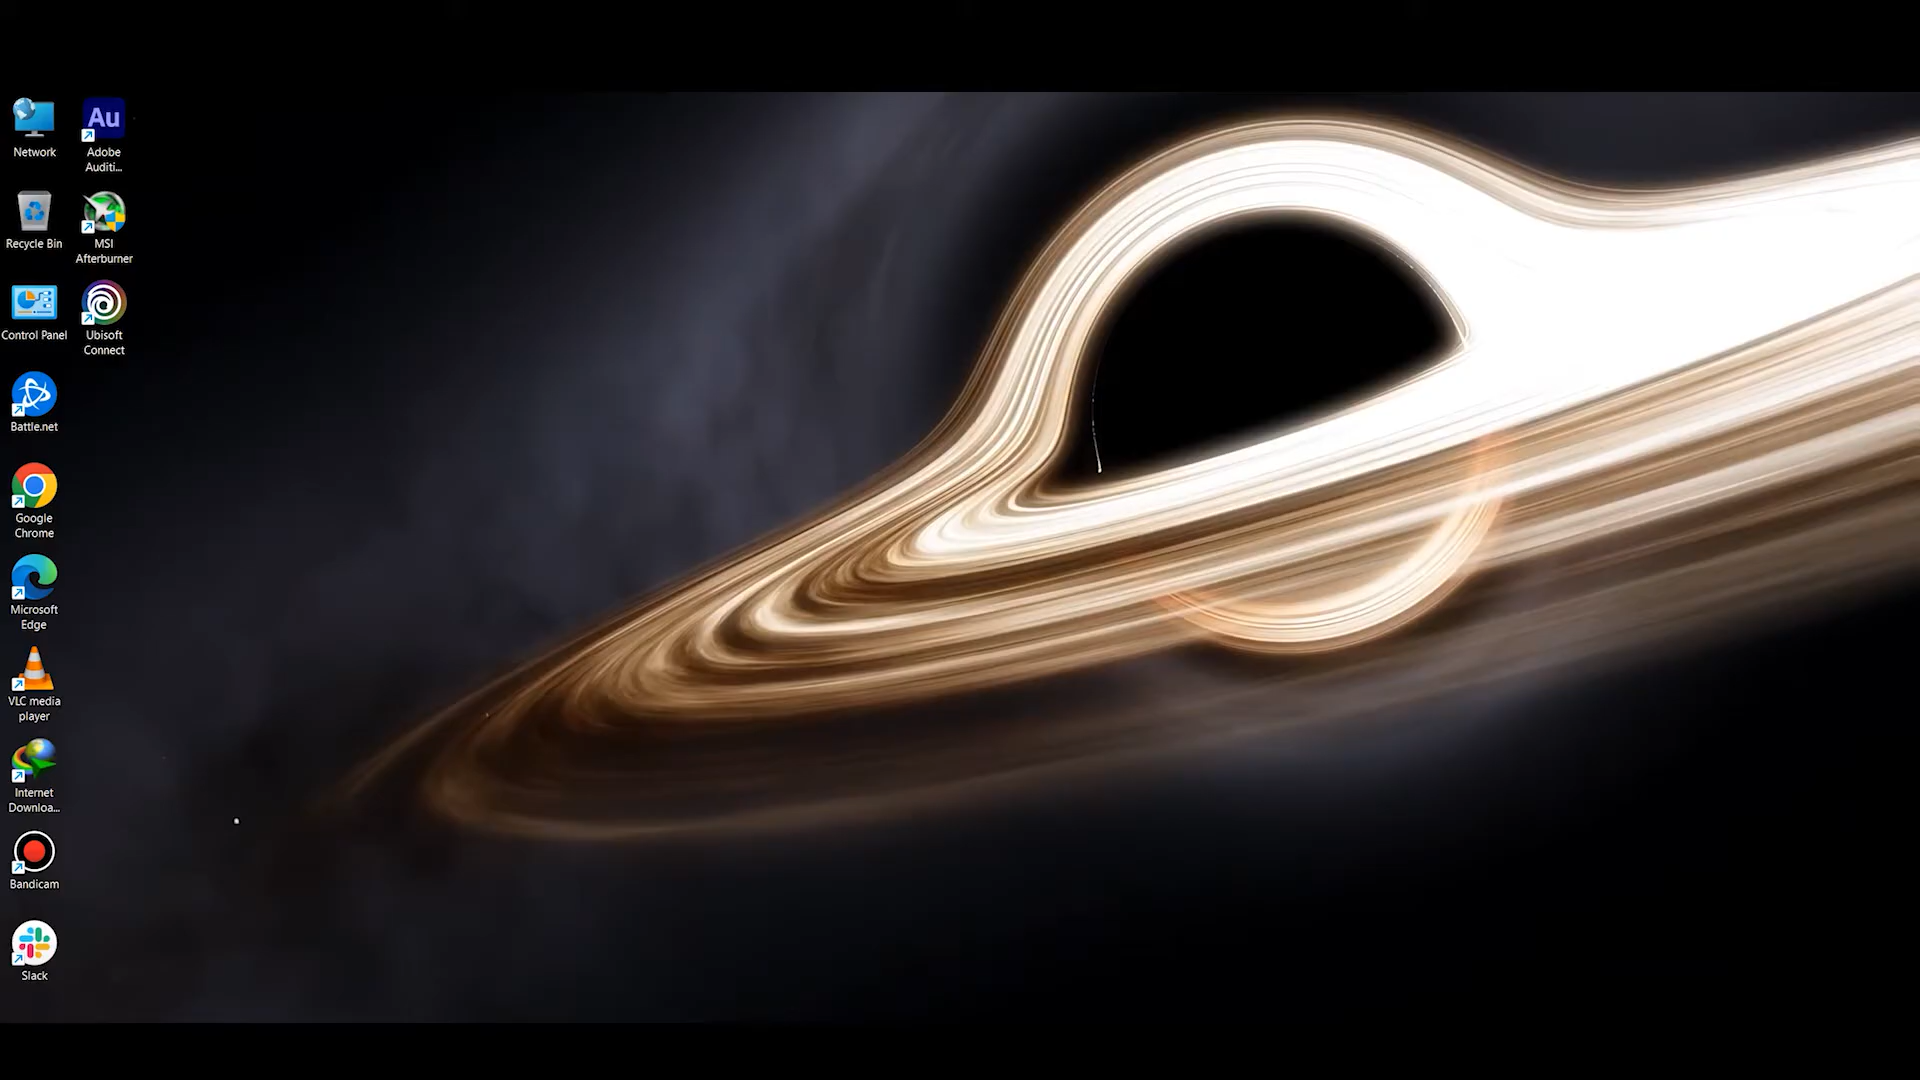 Network
Recycle Bin
Control Panel
Battle.net
Google
Chrome
Microsoft
Edge
VLC media
player
Internet
Downloa...
Bandicam
Slack
Au
Adobe
Auditi...
MSI
Afterburner
Ubisoft
Connect